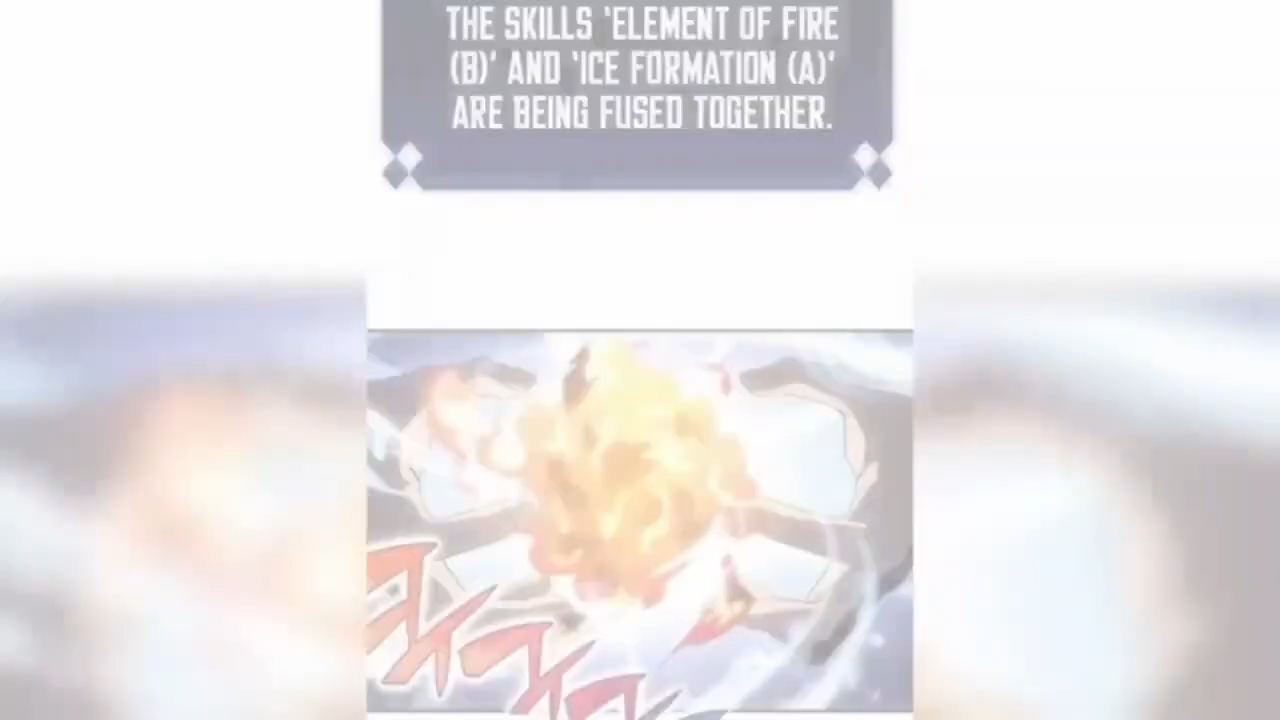 THE SKILLS 'ELEMENT OF FIRE
(B)' AND 'ICE FORMATION (A)'
ARE BEING FUSED TOGETHER.